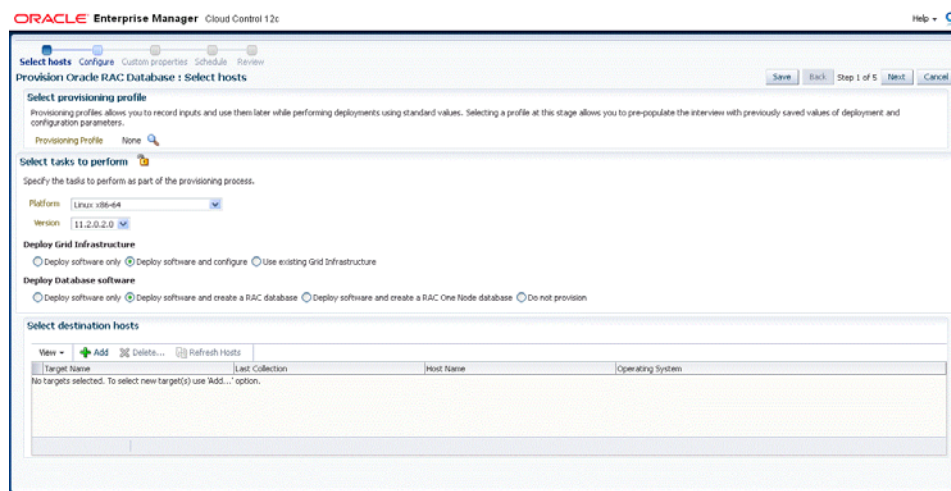 ORACLE Enterprise Manager Cloud Control 12c Help
Select hosts Configure Custom properties Schedule Review
Provision Oracle RAC Database : Select hosts Save Back Step 1 of 5 Next Cancel
Select provisioning profile
Provisioning profiles allows you to record inputs and use them later while performing deployments using standard values. Selecting a profile at this stage allows you to pre-populate the interview with previously saved values of deployment and
configuration parameters.
Provisioning Profile None
Select tasks to perform
Specify the tasks to perform as part of the provisioning process.
Platform Linux x86-64
Version 11.2.0.2.0
Deploy Grid Infrastructure
Deploy software only Deploy software and configure Use existing Grid Infrastructure
Deploy Database software
Deploy software only Deploy software and create a RAC database Deploy software and create a RAC One Node database Do not provision
Select destination hosts
View Add Delete... Refresh Hosts
Target Name Last Collection Host Name Operating System
No targets selected. To select new target(s) use 'Add...' option.